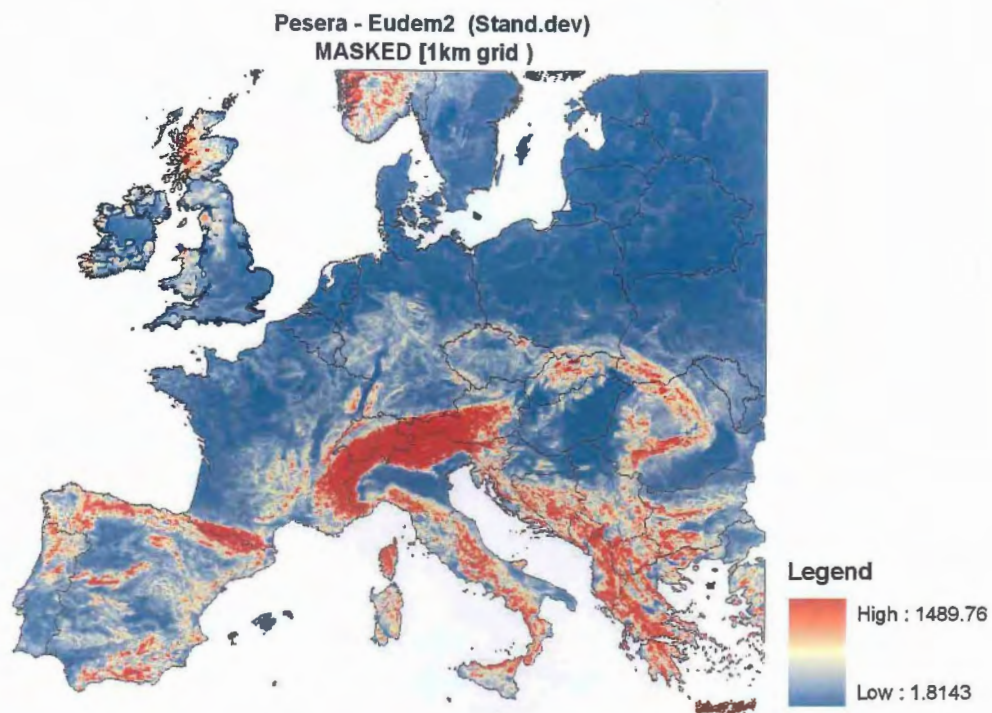 Pesera - Eudem2 (Stand.dev)
MASKED [1km grid )
Legend
High : 1489.76
Low : 1.8143